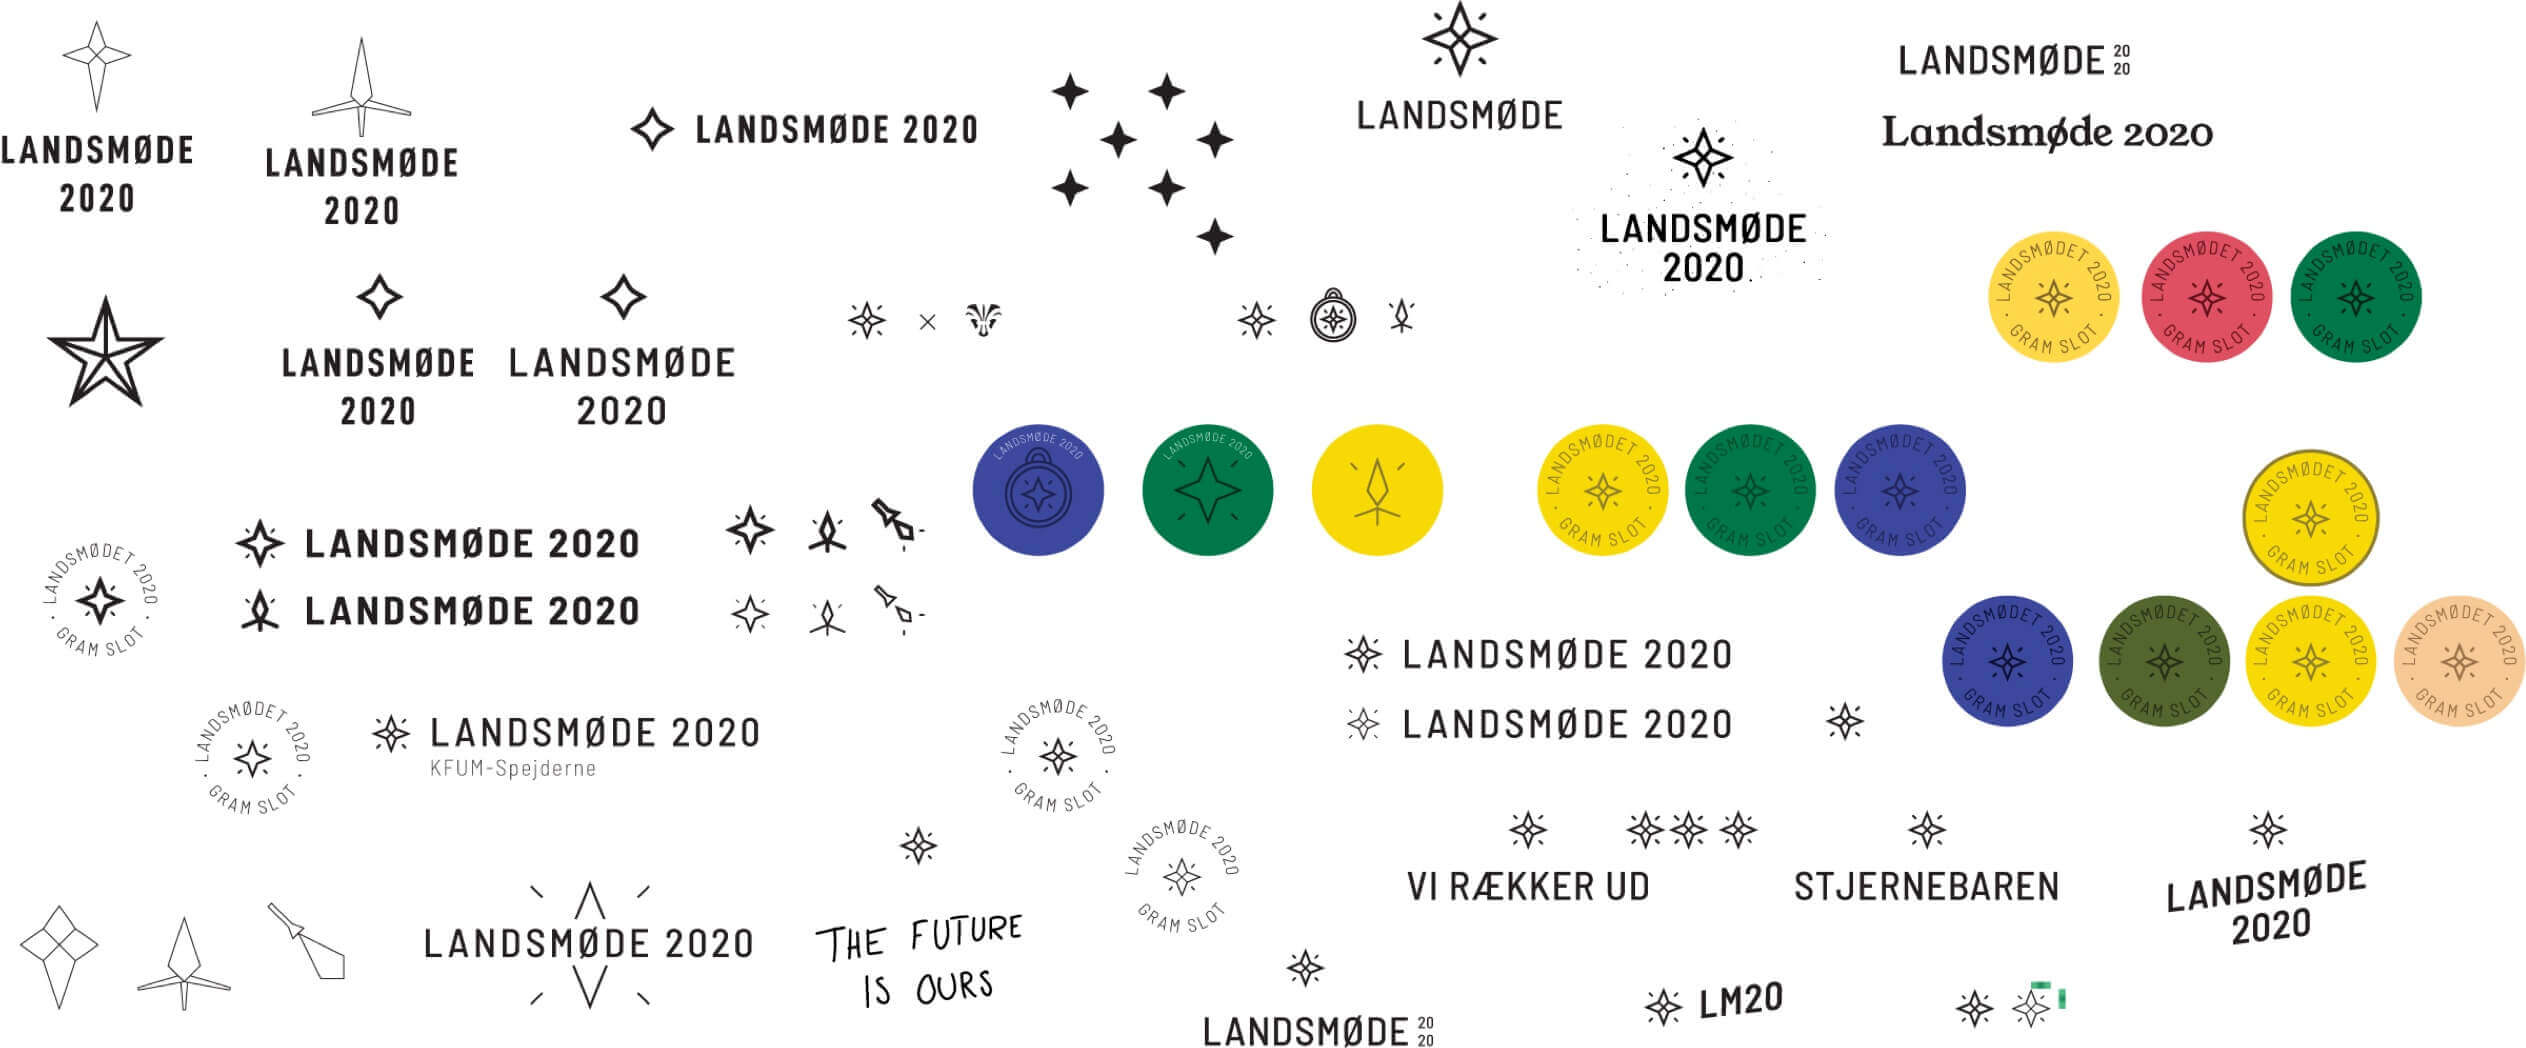 LANDSMØDE
2020
LANDSMØDE
2020
LANDSMØDE 2020
LANDSMØDE
LANDSMØDE 20
20
Landsmøde 2020
LANDSMØDE
2020
LANDSMØDET 2020
· GRAM SLOT ·
LANDSMØDET 2020
· GRAM SLOT ·
LANDSMØDET 2020
· GRAM SLOT ·
LANDSMØDE
2020
LANDSMØDE
2020
LANDSMØDE 2020
LANDSMØDE 2020
LANDSMØDET 2020
· GRAM SLOT ·
LANDSMØDET 2020
· GRAM SLOT ·
LANDSMØDET 2020
· GRAM SLOT ·
LANDSMØDET 2020
· GRAM SLOT ·
LANDSMØDET 2020
· GRAM SLOT ·
LANDSMØDE 2020
LANDSMØDE 2020
LANDSMØDET 2020
· GRAM SLOT ·
LANDSMØDET 2020
· GRAM SLOT ·
LANDSMØDET 2020
· GRAM SLOT ·
LANDSMØDET 2020
· GRAM SLOT ·
LANDSMØDE 2020
LANDSMØDE 2020
LANDSMØDET 2020
· GRAM SLOT ·
LANDSMØDE 2020
KFUM-Spejderne
LANDSMØDE 2020
· GRAM SLOT ·
LANDSMØDE 2020
GRAM SLOT
VI RÆKKER UD
STJERNEBAREN
LANDSMØDE
2020
LANDSMØDE 2020
THE FUTURE
IS OURS
LANDSMØDE 20
20
LM20